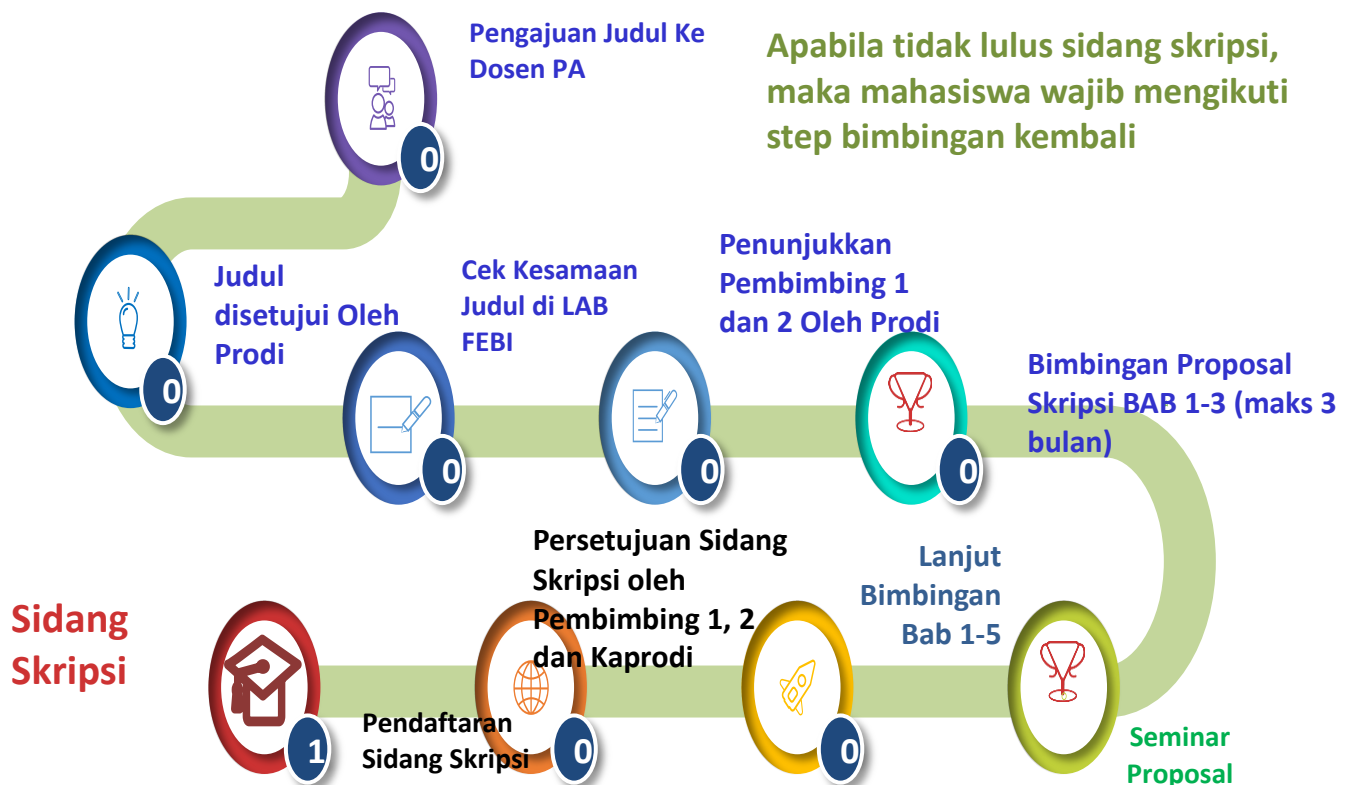 Pengajuan Judul Ke
Dosen PA
0
Apabila tidak lulus sidang skripsi,
maka mahasiswa wajib mengikuti
step bimbingan kembali
Judul
disetujui Oleh
Prodi
0
Cek Kesamaan
Judul di LAB
FEBI
0
Penunjukkan
Pembimbing 1
dan 2 Oleh Prodi
0
Bimbingan Proposal
Skripsi BAB 1-3 (maks 3
bulan)
0
Seminar
Proposal
Lanjut
Bimbingan
Bab 1-5
0
Persetujuan Sidang
Skripsi oleh
Pembimbing 1, 2
dan Kaprodi
0
Pendaftaran
Sidang Skripsi
1
Sidang
Skripsi